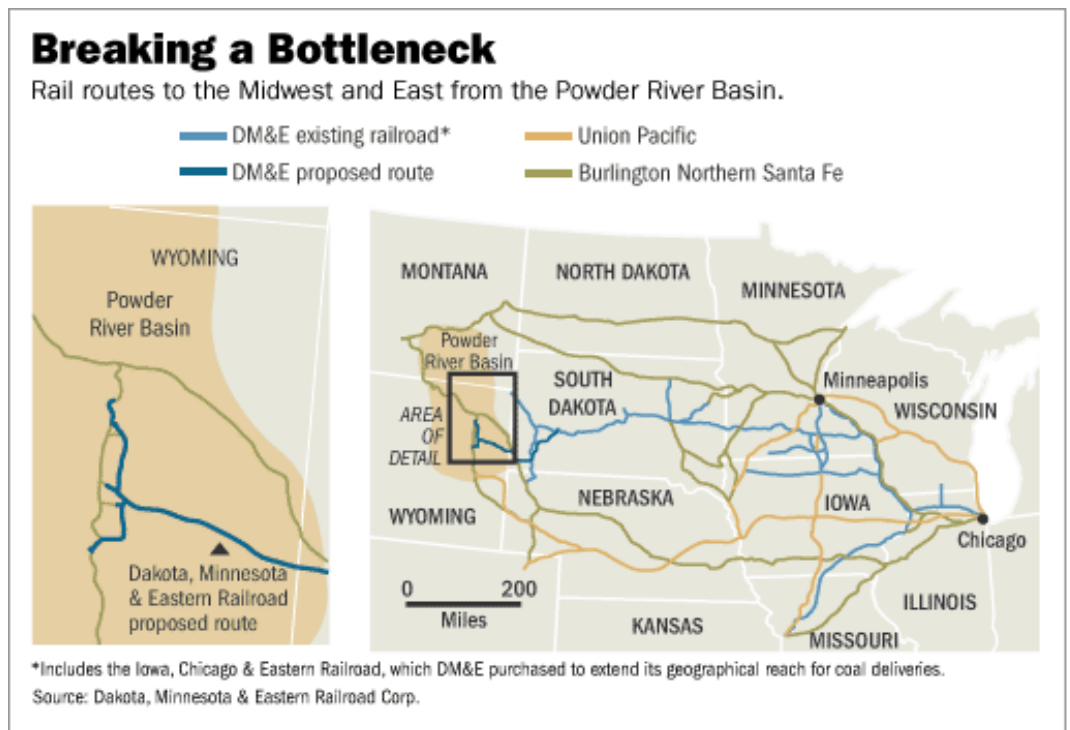 Breaking a Bottleneck
Rail routes to the Midwest and East from the Powder River Basin.
DM&E existing railroad*
Union Pacific
DM&E proposed route
Burlington Northern Santa Fe
WYOMING
Powder
River Basin
Dakota, Minnesota
& Eastern Railroad
proposed route
MONTANA
NORTH DAKOTA
MINNESOTA
Powder
River Basin
SOUTH
DAKOTA
Minneapolis
WISCONSIN
AREA
OF
DETAIL
NEBRASKA
IOWA
WYOMING
Chicago
0 200
Miles
ILLINOIS
KANSAS
MISSOURI
*Includes the Iowa, Chicago & Eastern Railroad, which DM&E purchased to extend its geographical reach for coal deliveries.
Source: Dakota, Minnesota & Eastern Railroad Corp.